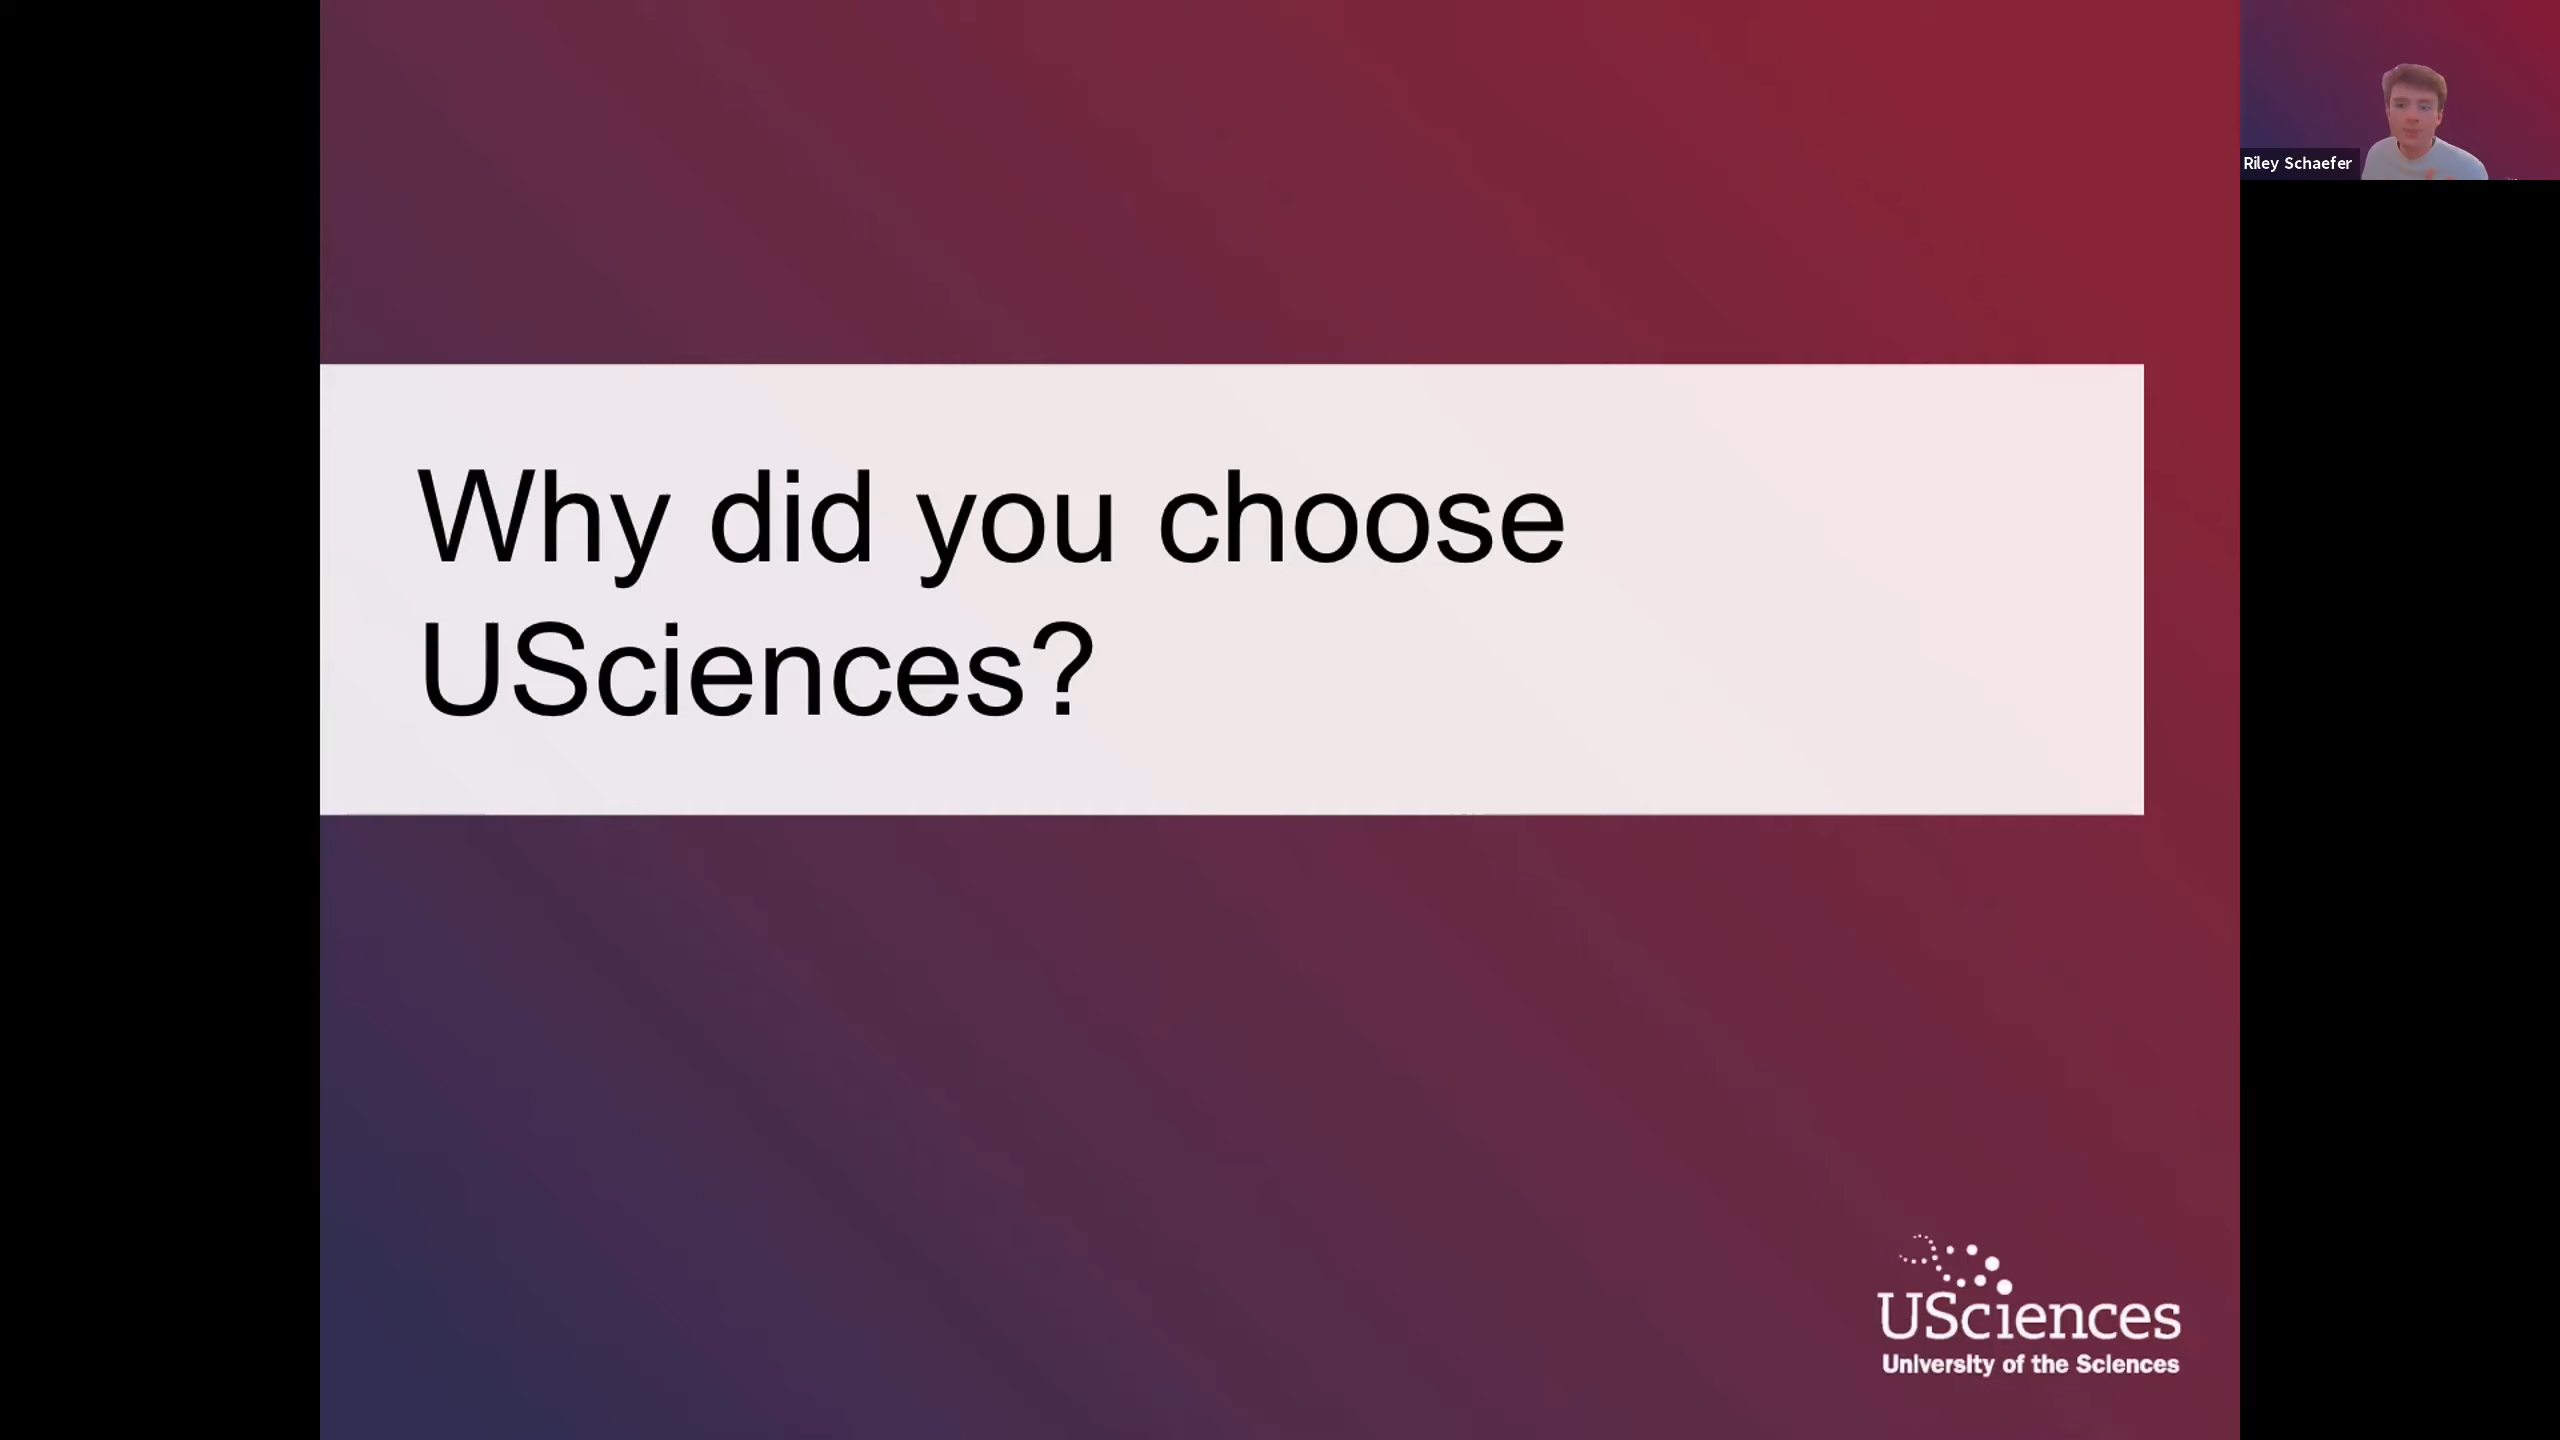 Why did you choose
USciences?
Riley Schaefer
USciences
University of the Sciences